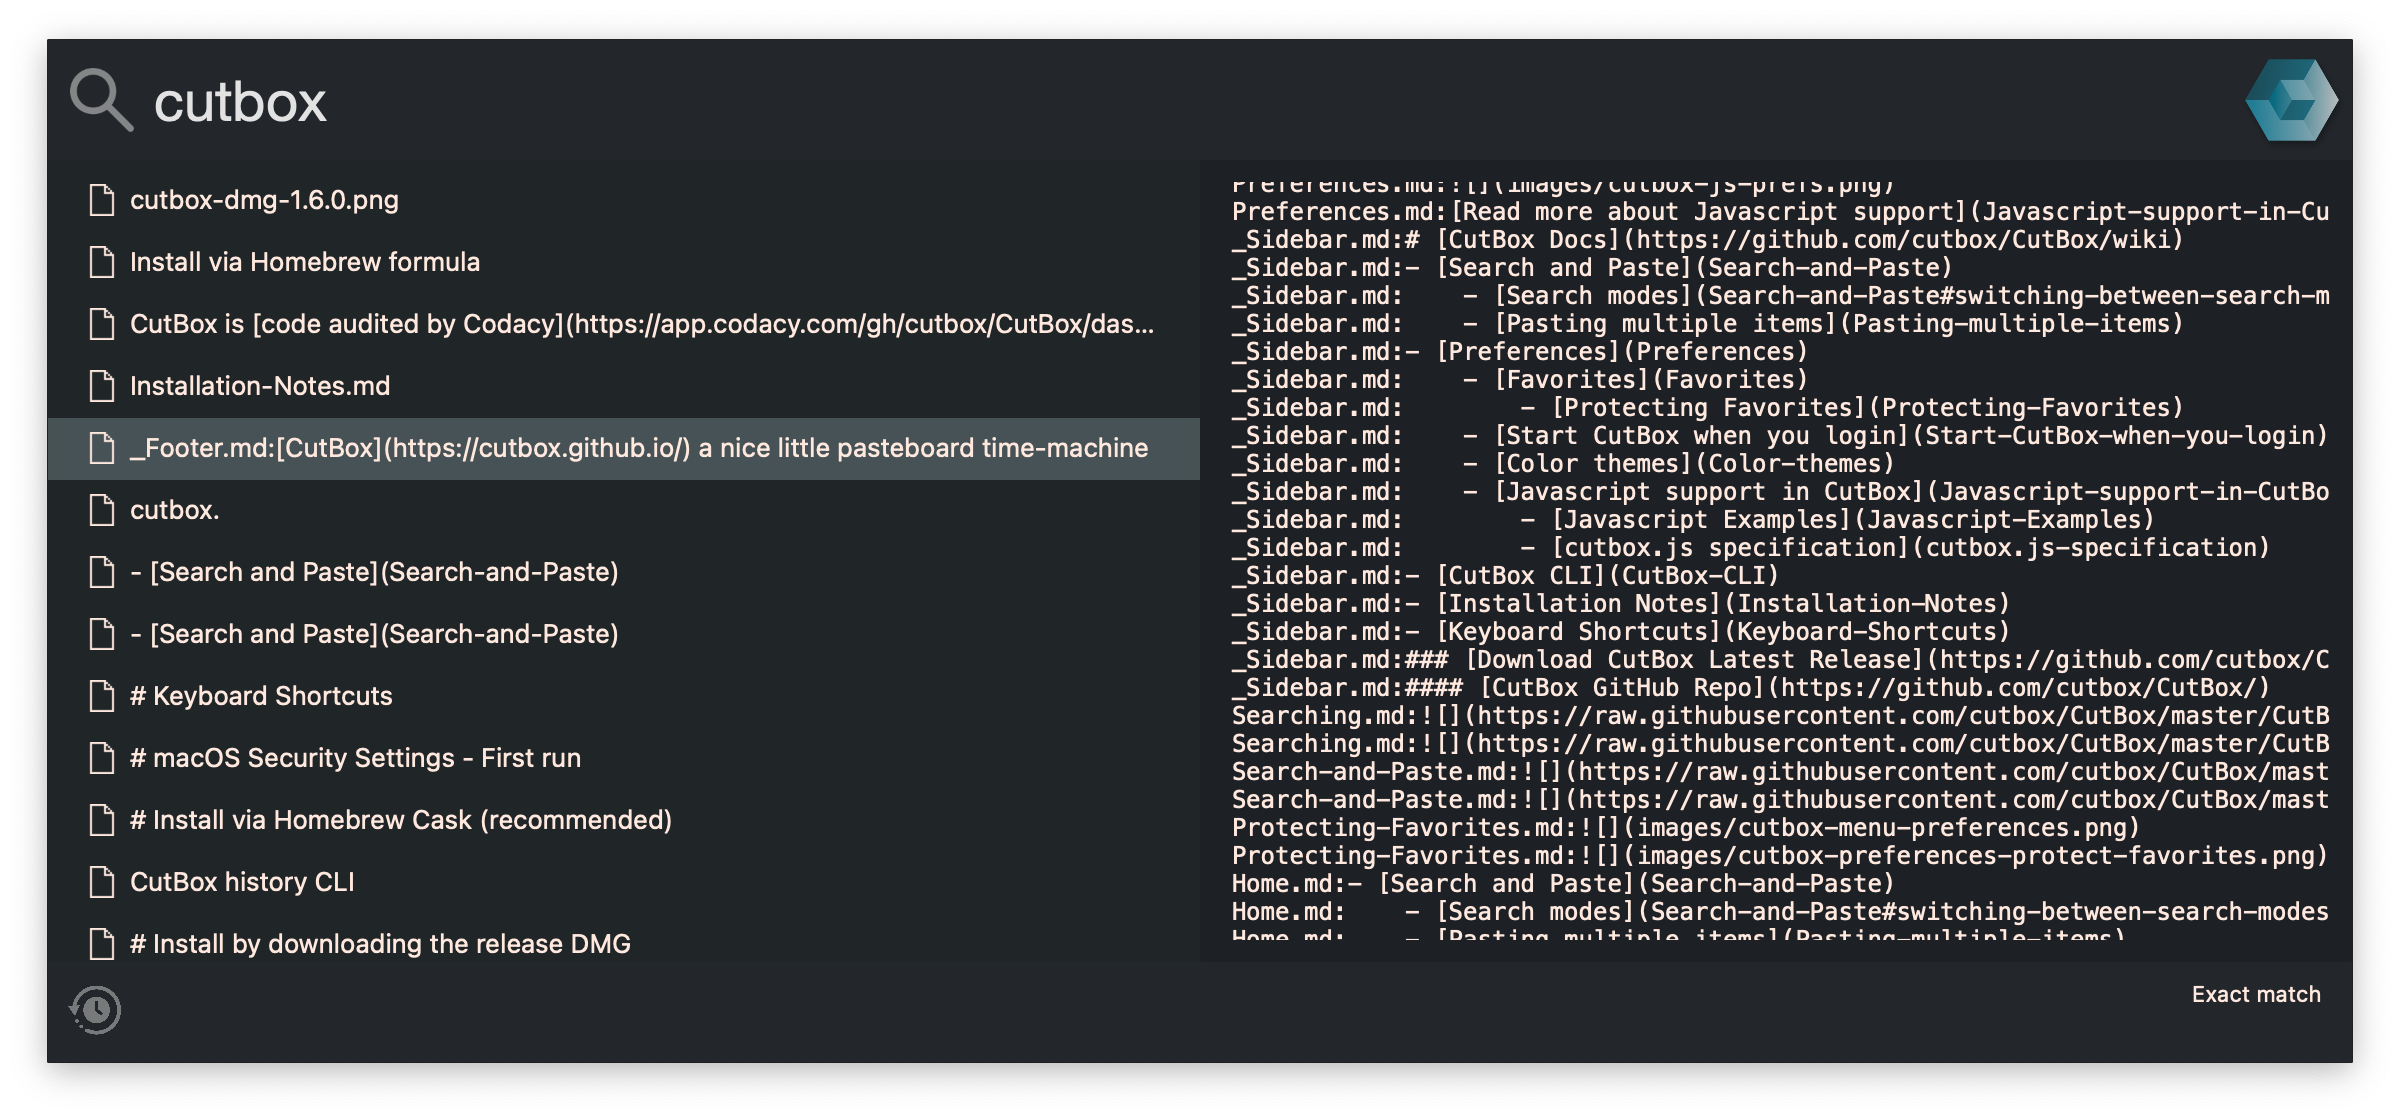 cutbox
cutbox-dmg-1.6.0.png
Install via Homebrew formula
CutBox is [code audited by Codacy](https://app.codacy.com/gh/cutbox/CutBox/das...
Installation-Notes.md
_Footer.md:[CutBox](https://cutbox.github.io/) a nice little pasteboard time-machine
cutbox.
- [Search and Paste](Search-and-Paste)
- [Search and Paste](Search-and-Paste)
# Keyboard Shortcuts
# macOS Security Settings - First run
# Install via Homebrew Cask (recommended)
CutBox history CLI
# Install by downloading the release DMG
Preferences.md:![](images/cutbox-js-prefs.png)
Preferences.md:[Read more about Javascript support](Javascript-support-in-Cu
_Sidebar.md:# [CutBox Docs](https://github.com/cutbox/CutBox/wiki)
_Sidebar.md:- [Search and Paste](Search-and-Paste)
_Sidebar.md:    - [Search modes](Search-and-Paste#switching-between-search-m
_Sidebar.md:    - [Pasting multiple items](Pasting-multiple-items)
_Sidebar.md:- [Preferences](Preferences)
_Sidebar.md:    - [Favorites](Favorites)
_Sidebar.md:        - [Protecting Favorites](Protecting-Favorites)
_Sidebar.md:    - [Start CutBox when you login](Start-CutBox-when-you-login)
_Sidebar.md:    - [Color themes](Color-themes)
_Sidebar.md:    - [Javascript support in CutBox](Javascript-support-in-CutBo
_Sidebar.md:        - [Javascript Examples](Javascript-Examples)
_Sidebar.md:        - [cutbox.js specification](cutbox.js-specification)
_Sidebar.md:- [CutBox CLI](CutBox-CLI)
_Sidebar.md:- [Installation Notes](Installation-Notes)
_Sidebar.md:- [Keyboard Shortcuts](Keyboard-Shortcuts)
_Sidebar.md:### [Download CutBox Latest Release](https://github.com/cutbox/C
_Sidebar.md:#### [CutBox GitHub Repo](https://github.com/cutbox/CutBox/)
Searching.md:![](https://raw.githubusercontent.com/cutbox/CutBox/master/CutB
Searching.md:![](https://raw.githubusercontent.com/cutbox/CutBox/master/CutB
Search-and-Paste.md:![](https://raw.githubusercontent.com/cutbox/CutBox/mast
Search-and-Paste.md:![](https://raw.githubusercontent.com/cutbox/CutBox/mast
Protecting-Favorites.md:![](images/cutbox-menu-preferences.png)
Protecting-Favorites.md:![](images/cutbox-preferences-protect-favorites.png)
Home.md:- [Search and Paste](Search-and-Paste)
Home.md:    - [Search modes](Search-and-Paste#switching-between-search-modes
Home.md:    - [Pasting multiple items](Pasting-multiple-items)
Exact match